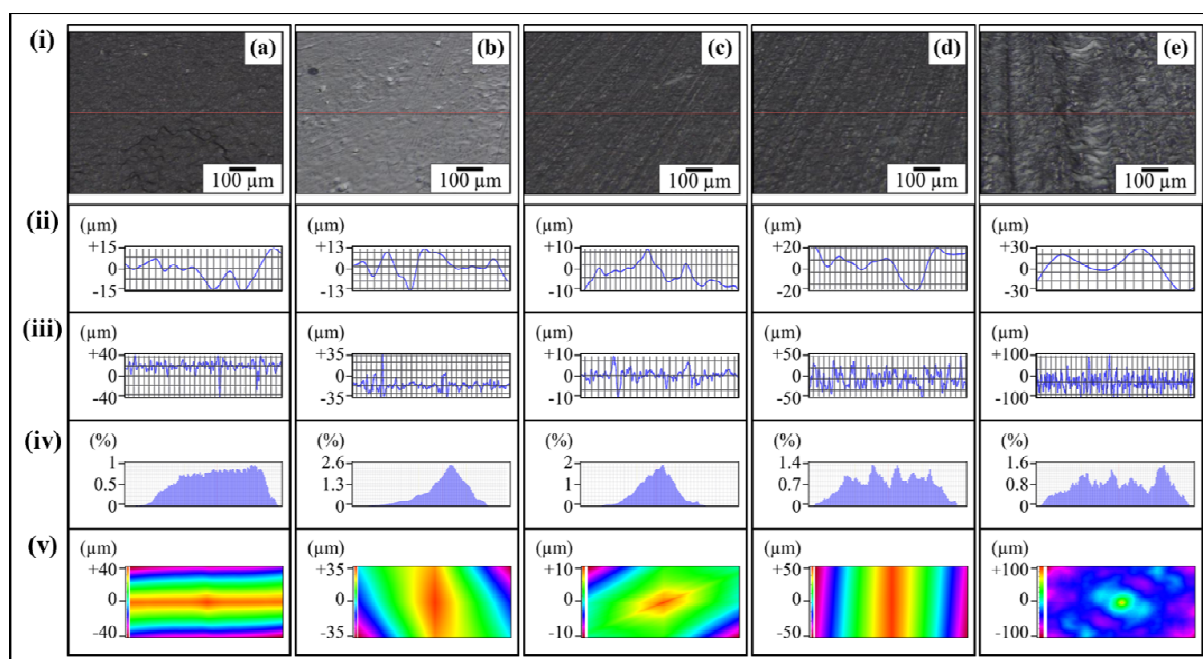 (i) (a) (b) (c) (d) (e)
100 µm 100 µm 100 µm 100 µm 100 µm
(ii) (µm) (µm) (µm) (µm) (µm)
+15 +13 +10 +20 +30
0 0 0 0 0
-15 -13 -10 -20 -30
(iii) (µm) (µm) (µm) (µm) (µm)
+40 +35 +10 +50 +100
0 0 0 0 0
-40 -35 -10 -50 -100
(iv) (%) (%) (%) (%) (%)
1 2.6 2 1.4 1.6
0.5 1.3 1 0.7 0.8
0 0 0 0 0
(v) (µm) (µm) (µm) (µm) (µm)
+40 +35 +10 +50 +100
0 0 0 0 0
-40 -35 -10 -50 -100